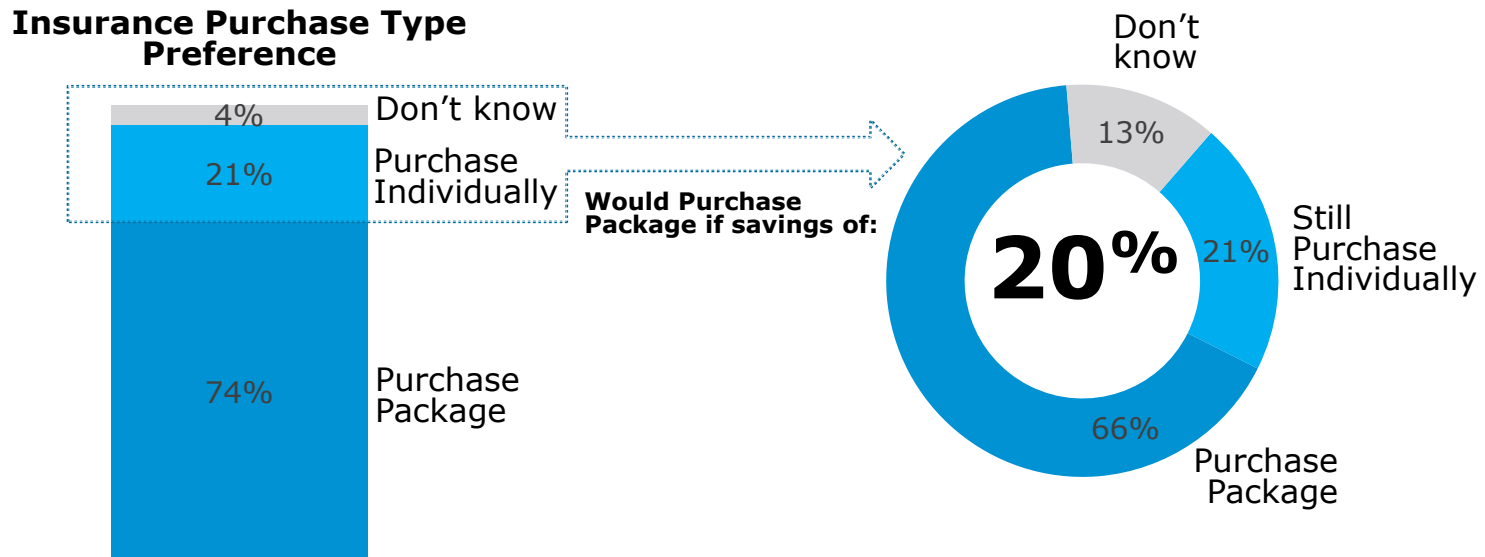 Insurance Purchase Type
Preference
4%
Don't know
21%
Purchase
Individually
74%
Purchase
Package
Would Purchase
Package if savings of:
Don't
know
13%
20%
21%
Still
Purchase
Individually
66%
Purchase
Package